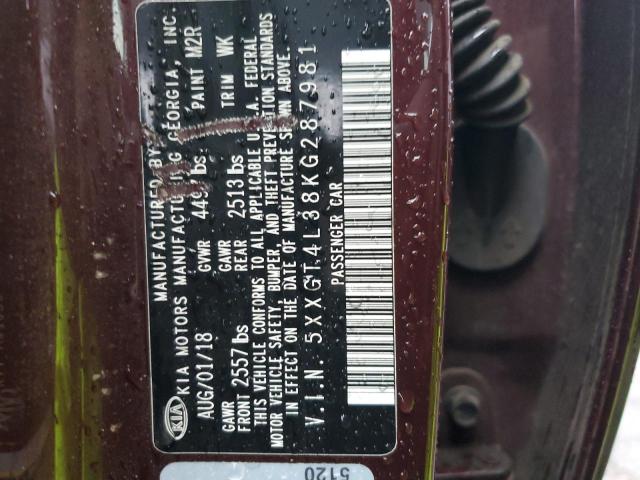 MANUFACTURED BY
KIA KIA MOTORS MANUFACTURING GEORGIA, INC.
AUG/01/18 GVWR lbs PAINT M2R
GAWR GAWR TRIM WK
FRONT 2557 lbs REAR 2513 lbs
THIS VEHICLE CONFORMS TO ALL APPLICABLE U.S.A. FEDERAL
MOTOR VEHICLE SAFETY, BUMPER, AND THEFT PREVENTION STANDARDS
IN EFFECT ON THE DATE OF MANUFACTURE SHOWN ABOVE.
V.I.N. 5XXGT4L38KG287981
PASSENGER CAR
5120